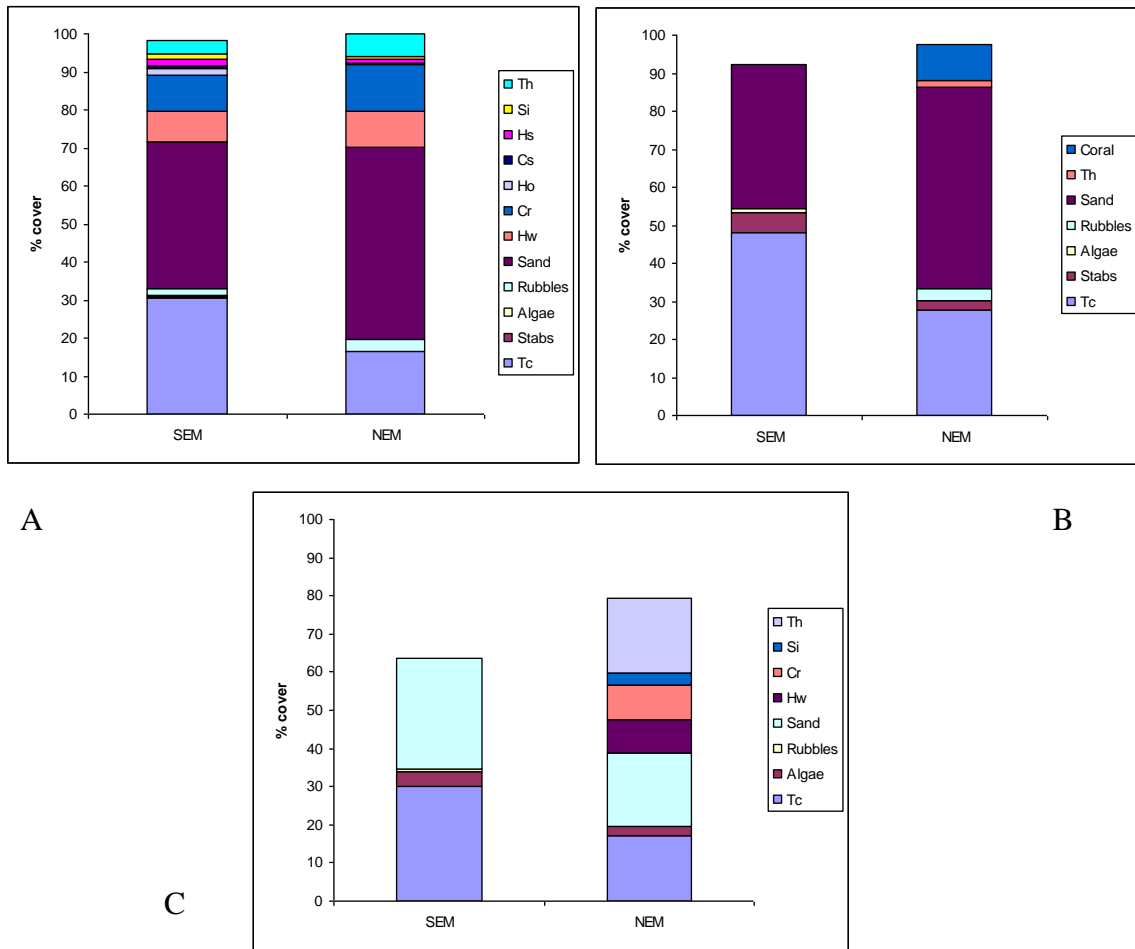 100
90
80
70
60
50
40
30
20
10
0
% cover
SEM NEM
Th
Si
Hs
Cs
Ho
Cr
Hw
Sand
Rubbles
Algae
Stabs
Tc
A
100
90
80
70
60
50
40
30
20
10
0
% cover
SEM NEM
Coral
Th
Sand
Rubbles
Algae
Stabs
Tc
B
100
90
80
70
60
50
40
30
20
10
0
% cover
SEM NEM
Th
Si
Cr
Hw
Sand
Rubbles
Algae
Tc
C